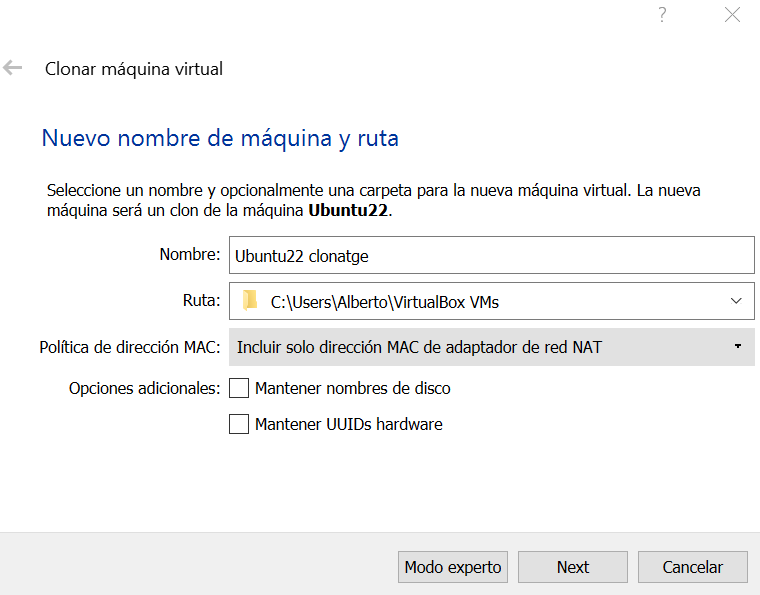 ?
Clonar máquina virtual
Nuevo nombre de máquina y ruta
Seleccione un nombre y opcionalmente una carpeta para la nueva máquina virtual. La nueva
máquina será un clon de la máquina Ubuntu22.
Nombre: Ubuntu22 clonatge
Ruta: C:\Users\Alberto\VirtualBox VMs
Política de dirección MAC: Incluir solo dirección MAC de adaptador de red NAT
Opciones adicionales: Mantener nombres de disco
Mantener UUIDs hardware
Modo experto Next Cancelar